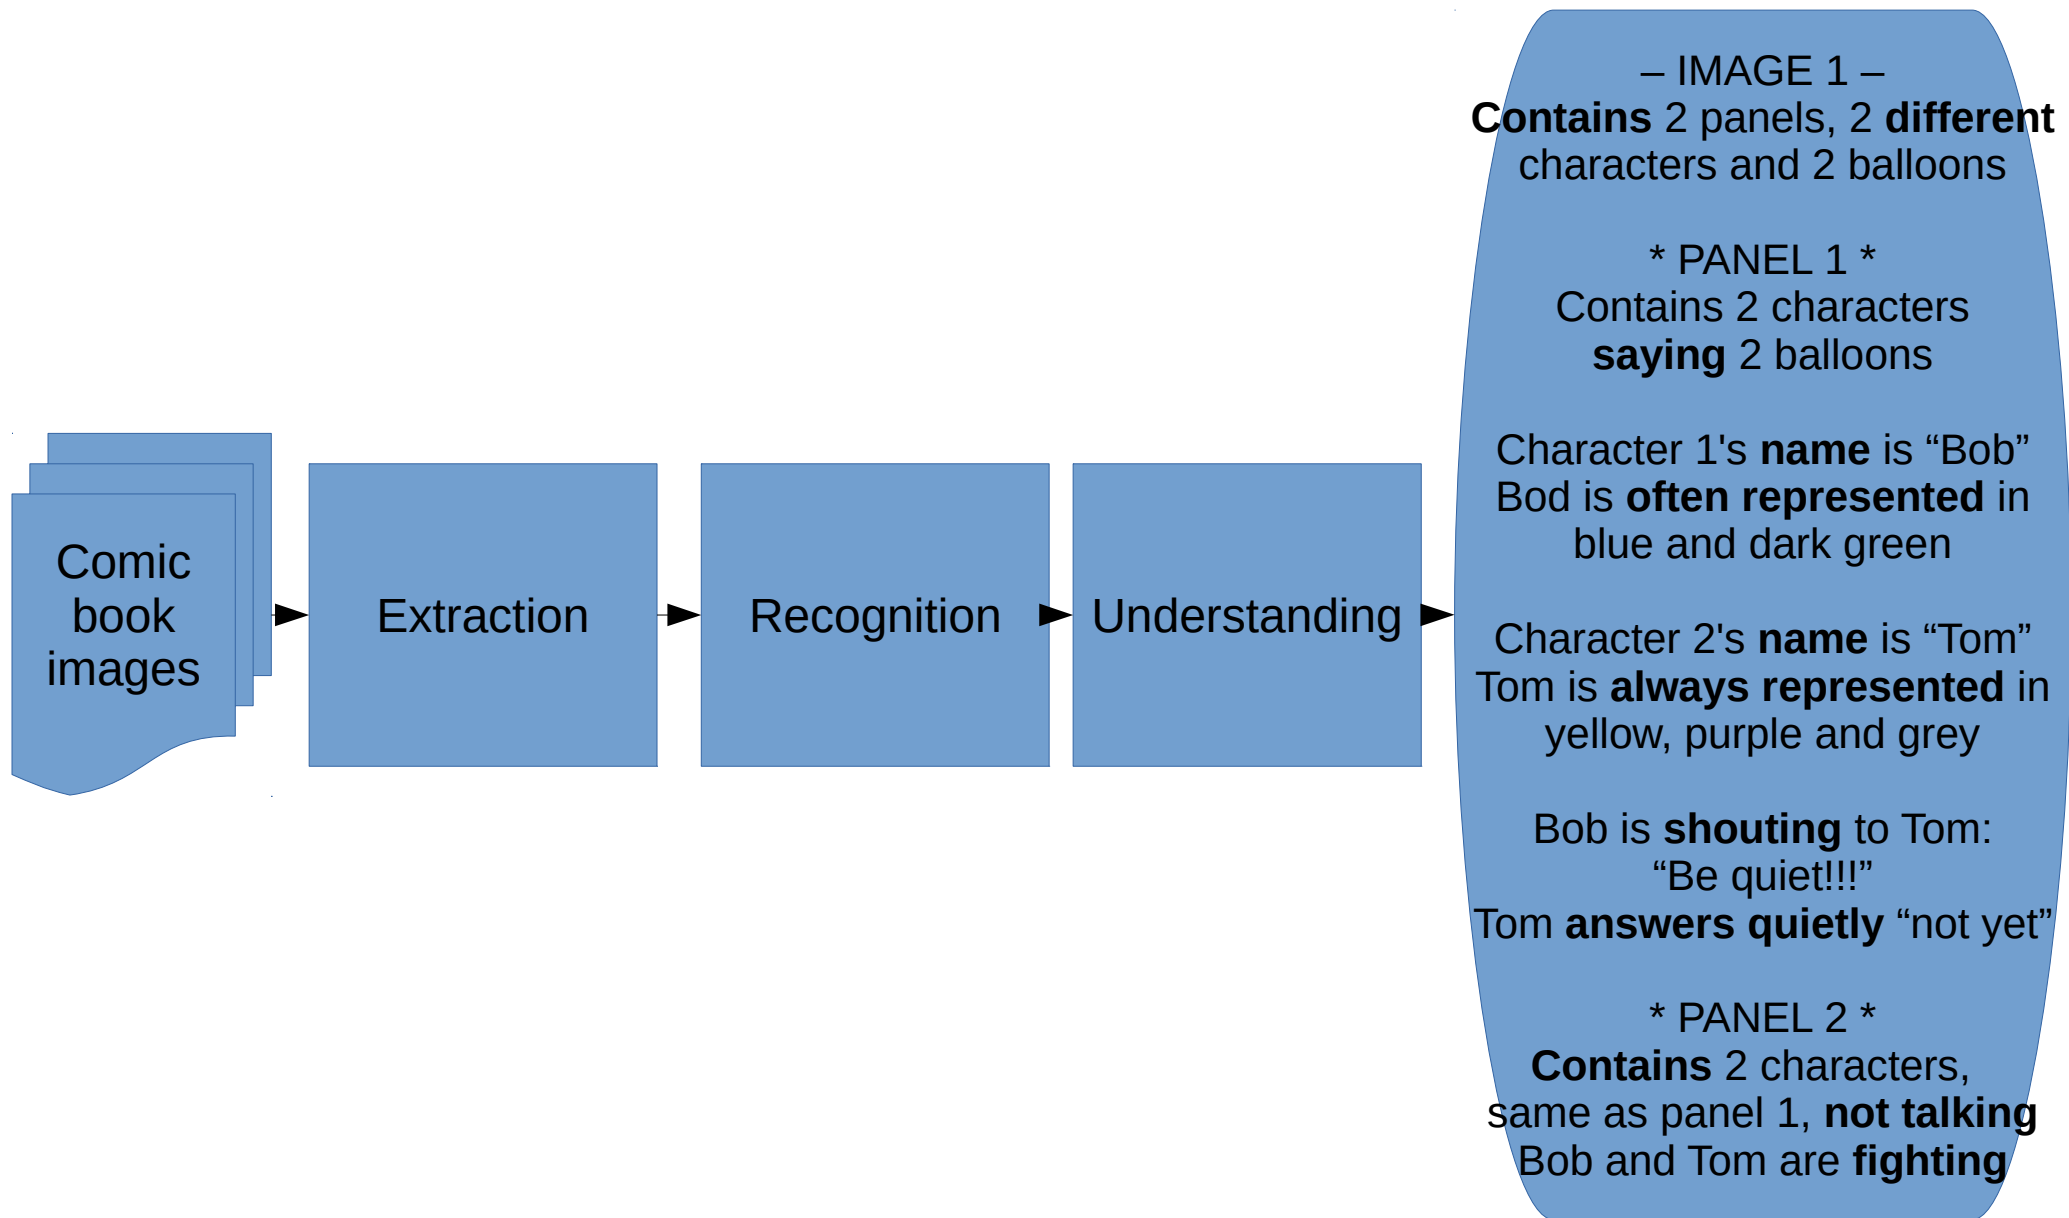 Comic
book
images
Extraction
Recognition
Understanding
– IMAGE 1 –
Contains 2 panels, 2 different
characters and 2 balloons
* PANEL 1 *
Contains 2 characters
saying 2 balloons
Character 1's name is “Bob”
Bod is often represented in
blue and dark green
Character 2's name is “Tom”
Tom is always represented in
yellow, purple and grey
Bob is shouting to Tom:
“Be quiet!!!”
Tom answers quietly “not yet”
* PANEL 2 *
Contains 2 characters,
same as panel 1, not talking
Bob and Tom are fighting